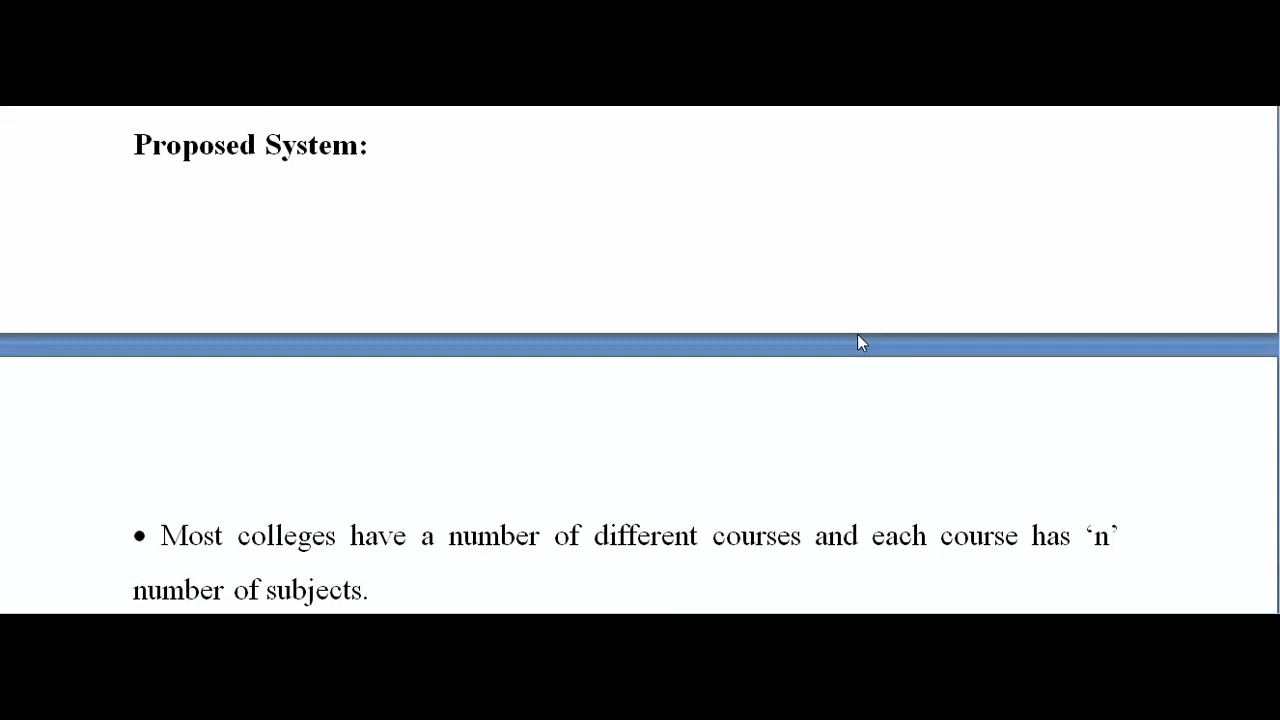 Proposed System:
• Most colleges have a number of different courses and each course has ‘n’
number of subjects.